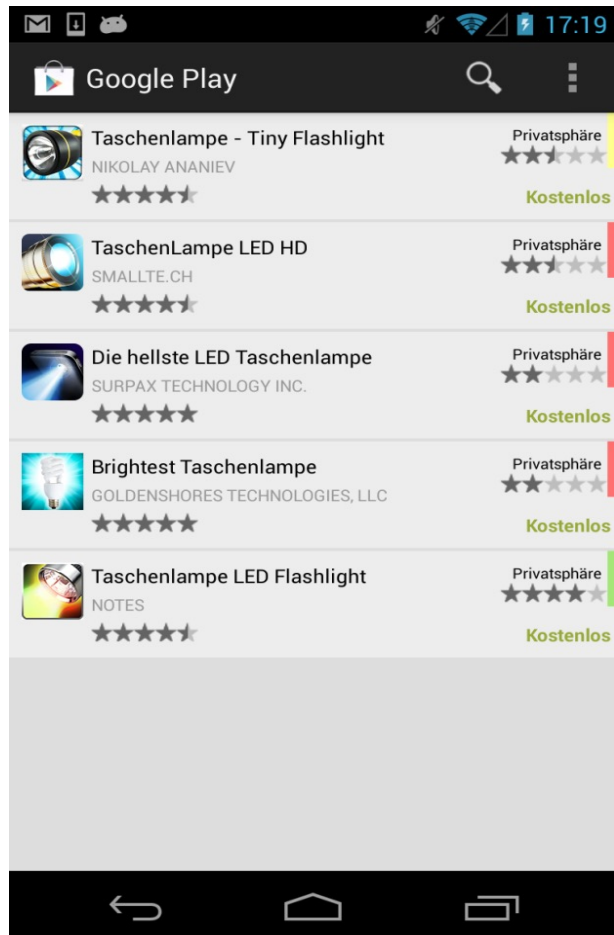 17:19
Google Play
Taschenlampe - Tiny Flashlight
Privatsphäre
NIKOLAY ANANIEV
Kostenlos
TaschenLampe LED HD
Privatsphäre
SMALLTE.CH
Kostenlos
Die hellste LED Taschenlampe
Privatsphäre
SURPAX TECHNOLOGY INC.
Kostenlos
Brightest Taschenlampe
Privatsphäre
GOLDENSHORES TECHNOLOGIES, LLC
Kostenlos
Taschenlampe LED Flashlight
Privatsphäre
NOTES
Kostenlos